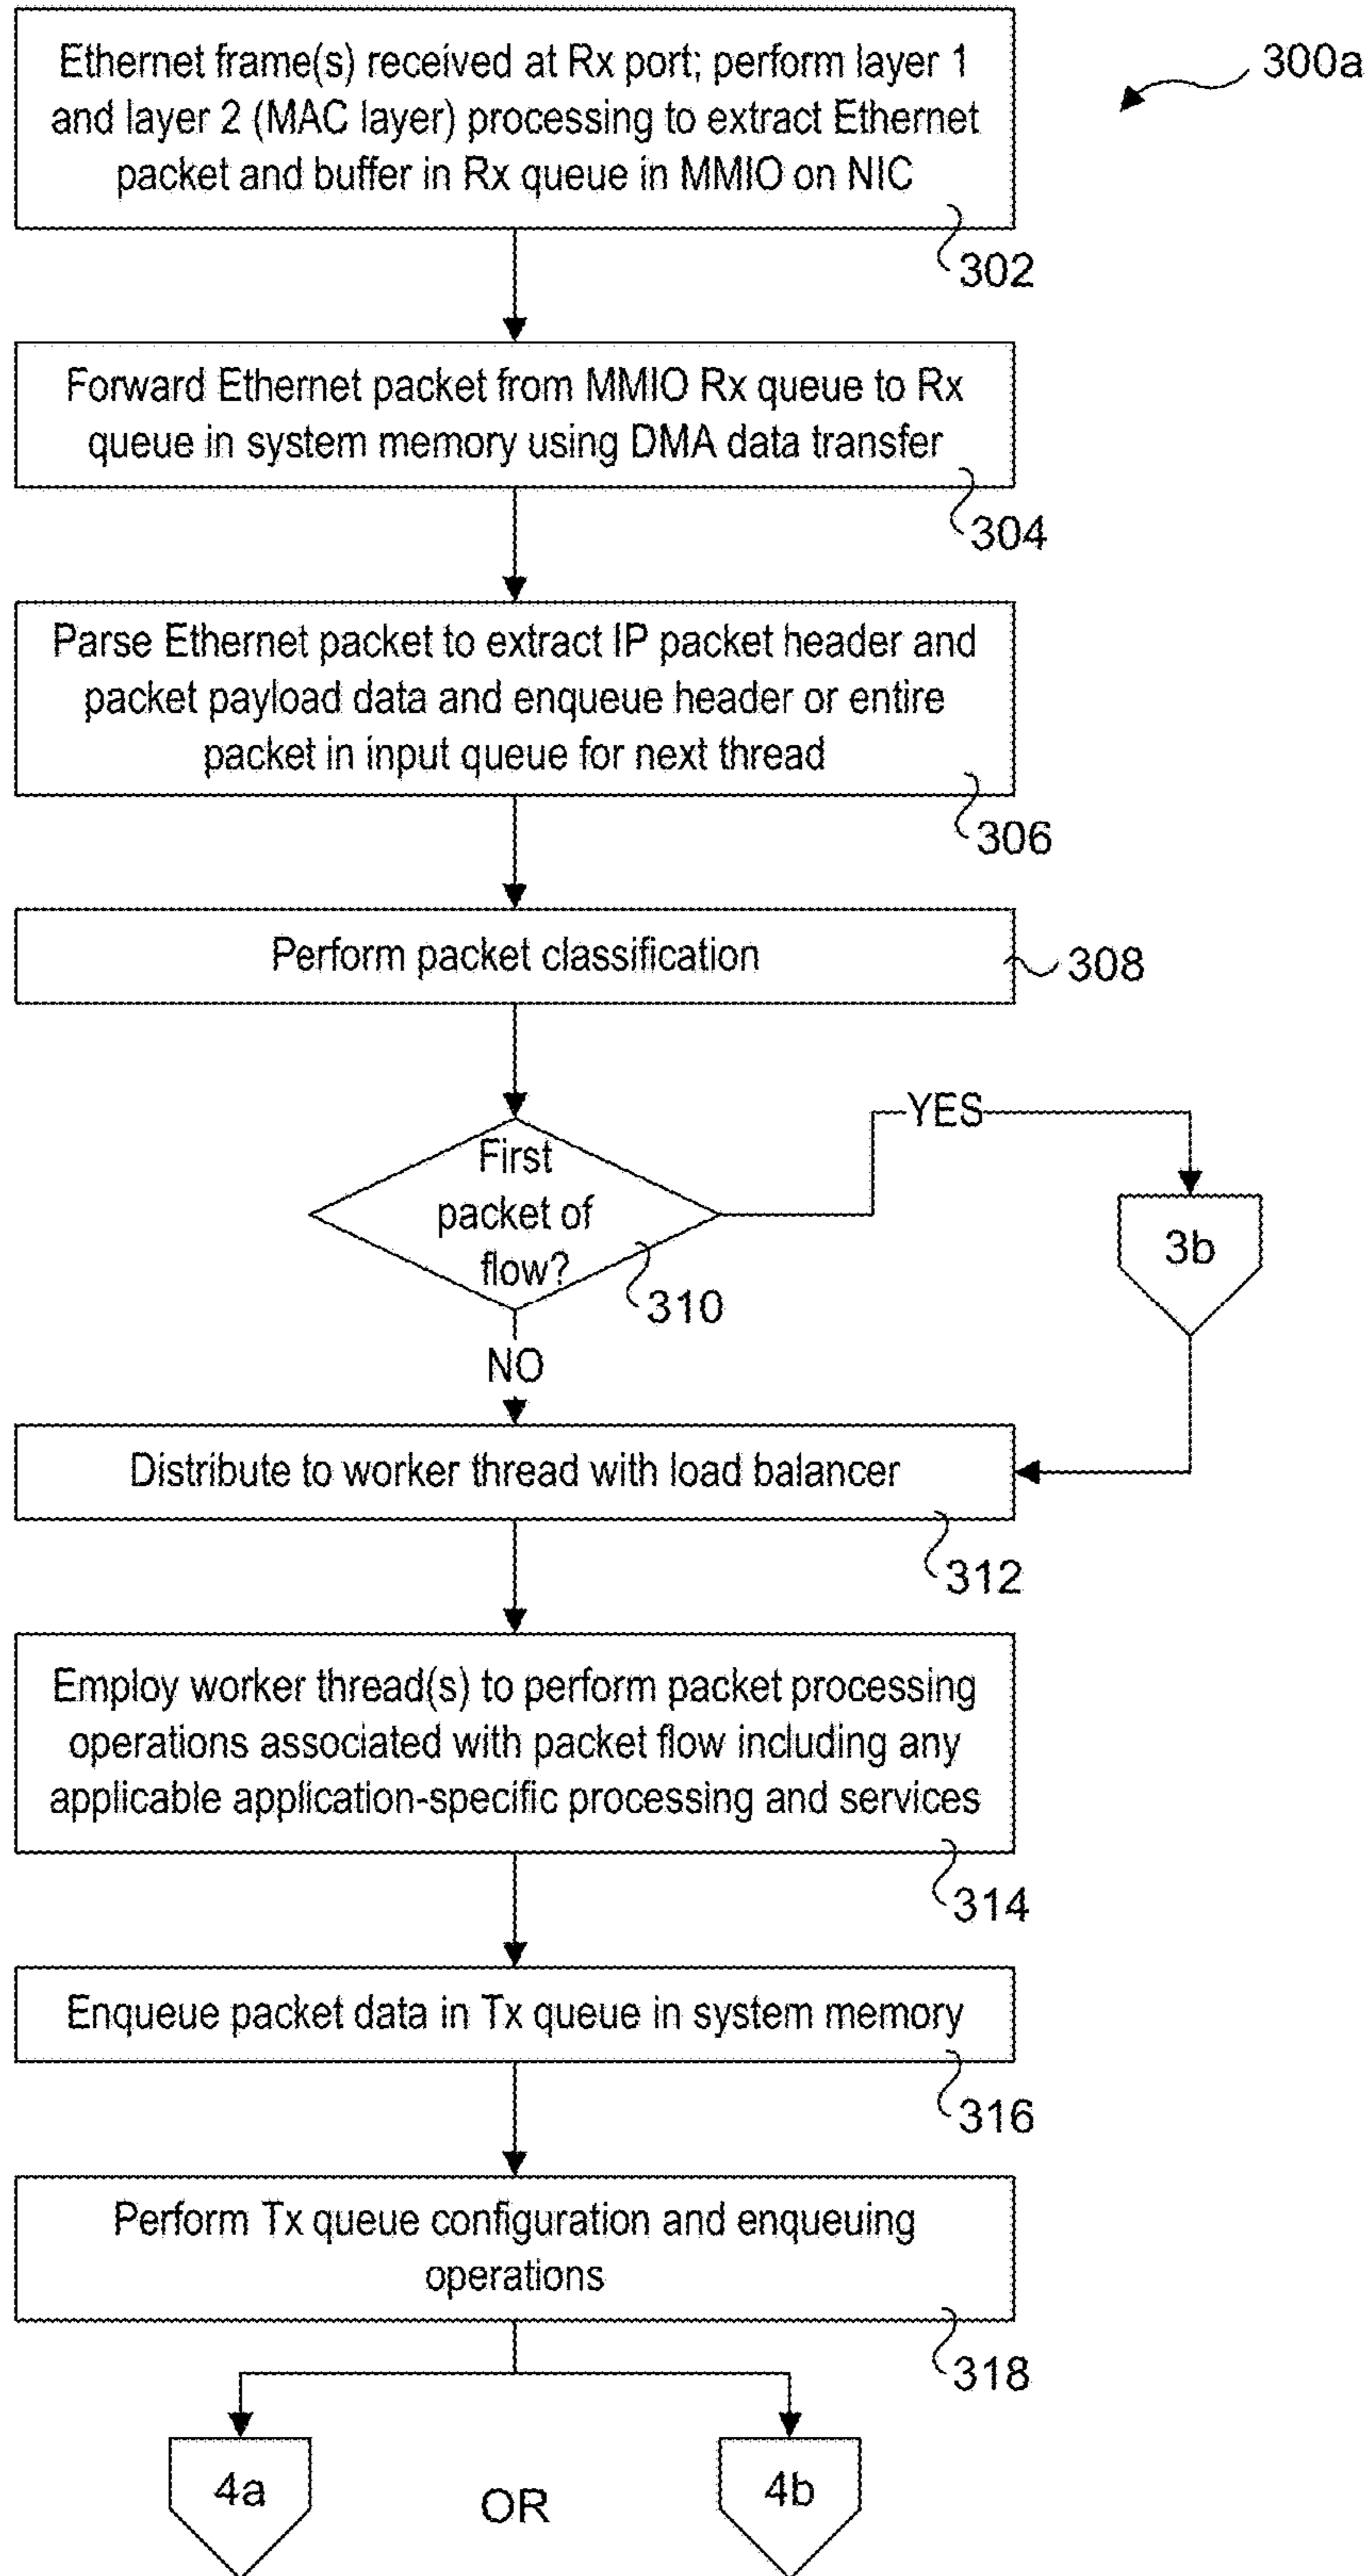 Ethernet frame(s) received at Rx port; perform layer 1
and layer 2 (MAC layer) processing to extract Ethernet
packet and buffer in Rx queue in MMIO on NIC
300a
302
Forward Ethernet packet from MMIO Rx queue to Rx
queue in system memory using DMA data transfer
304
Parse Ethernet packet to extract IP packet header and
packet payload data and enqueue header or entire
packet in input queue for next thread
306
Perform packet classification
308
First
packet of
flow?
310
YES
3b
NO
Distribute to worker thread with load balancer
312
Employ worker thread(s) to perform packet processing
operations associated with packet flow including any
applicable application-specific processing and services
314
Enqueue packet data in Tx queue in system memory
316
Perform Tx queue configuration and enqueuing
operations
318
4a
OR
4b